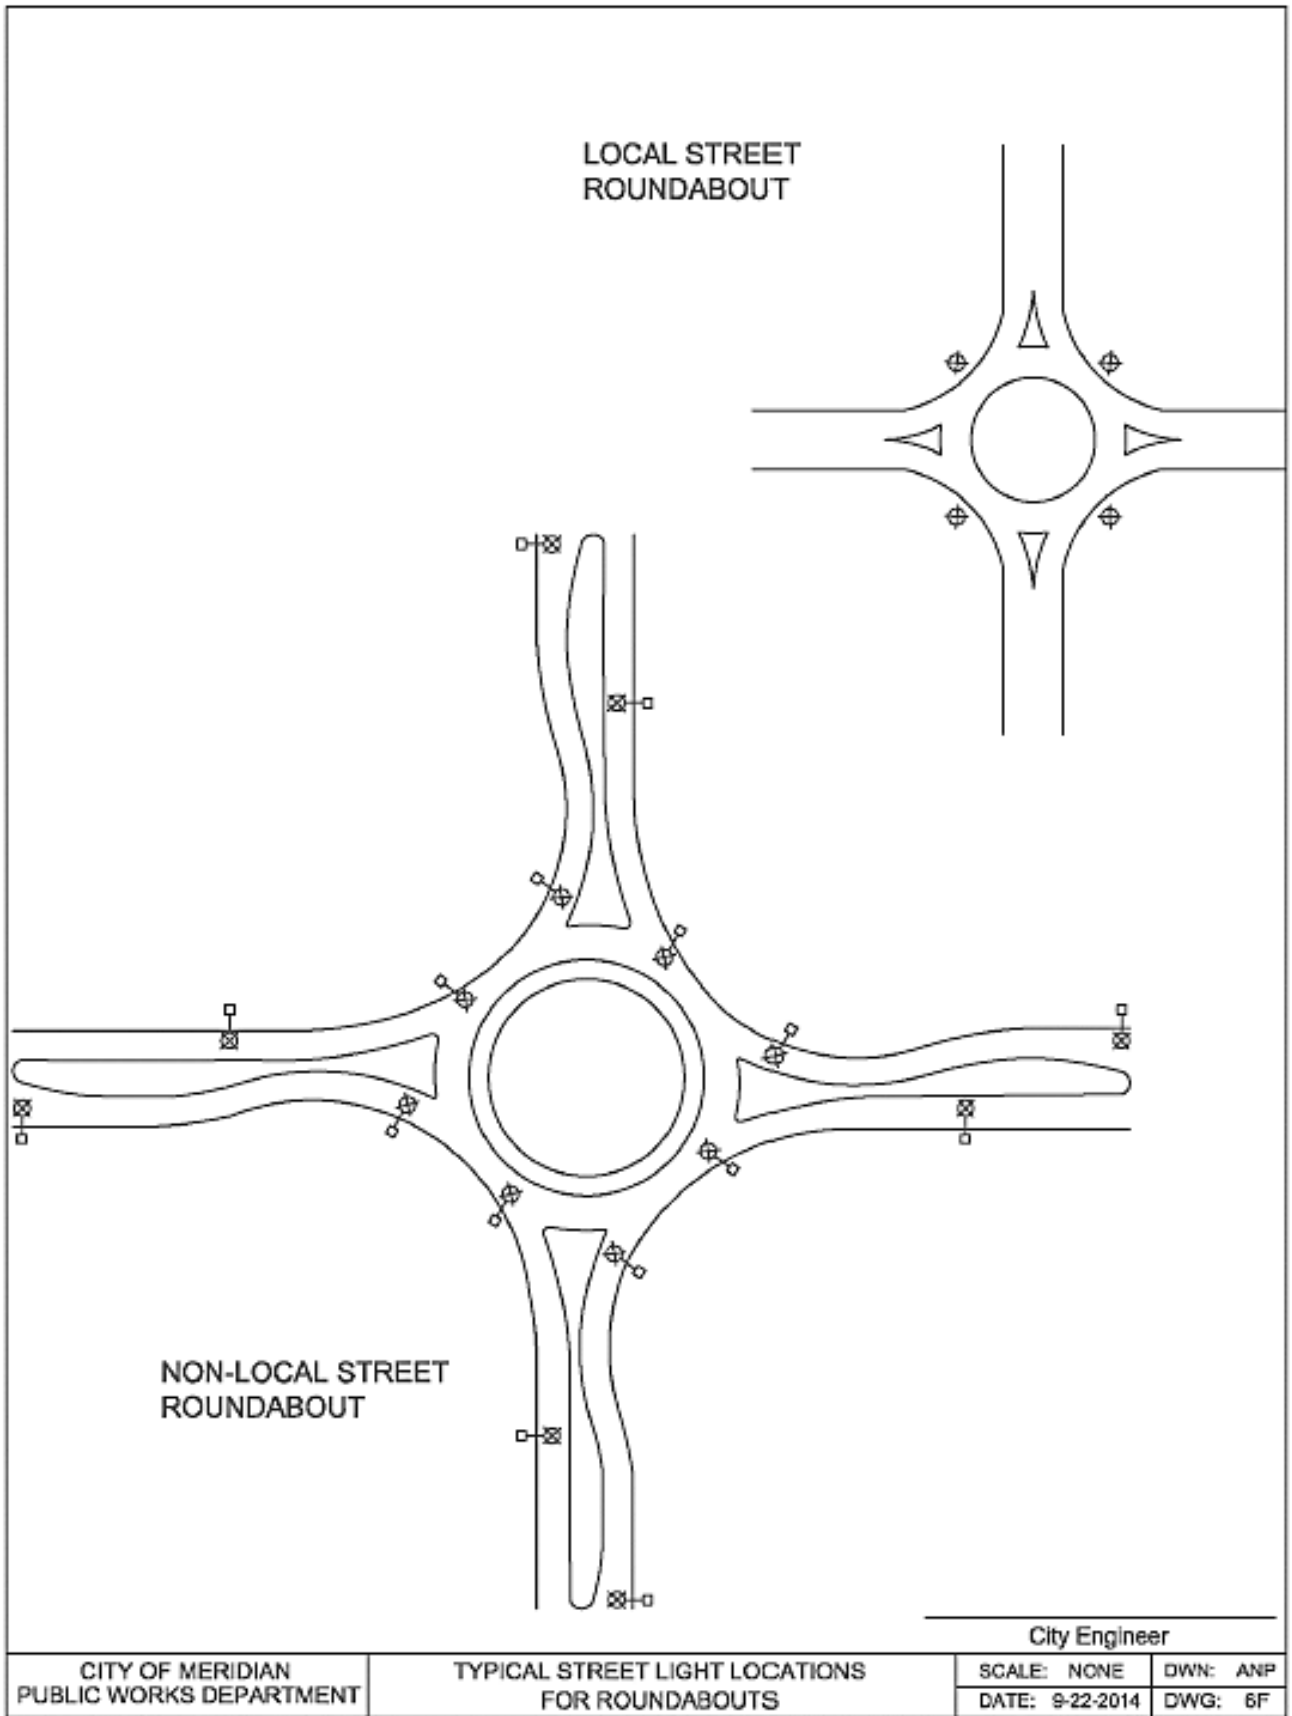 LOCAL STREET
ROUNDABOUT
NON-LOCAL STREET
ROUNDABOUT
City Engineer
CITY OF MERIDIAN
PUBLIC WORKS DEPARTMENT
TYPICAL STREET LIGHT LOCATIONS
FOR ROUNDABOUTS
SCALE: NONE
DWN: ANP
DATE: 9-22-2014
DWG: 6F